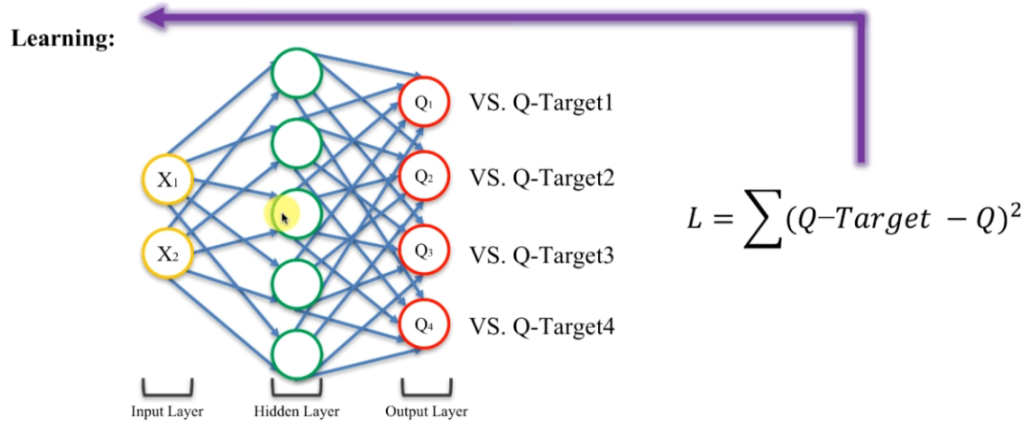 Learning:
X1
X2
Q1
Q2
Q3
Q4
VS. Q-Target1
VS. Q-Target2
VS. Q-Target3
VS. Q-Target4
L = ∑(Q−Target − Q)²
Input Layer
Hidden Layer
Output Layer